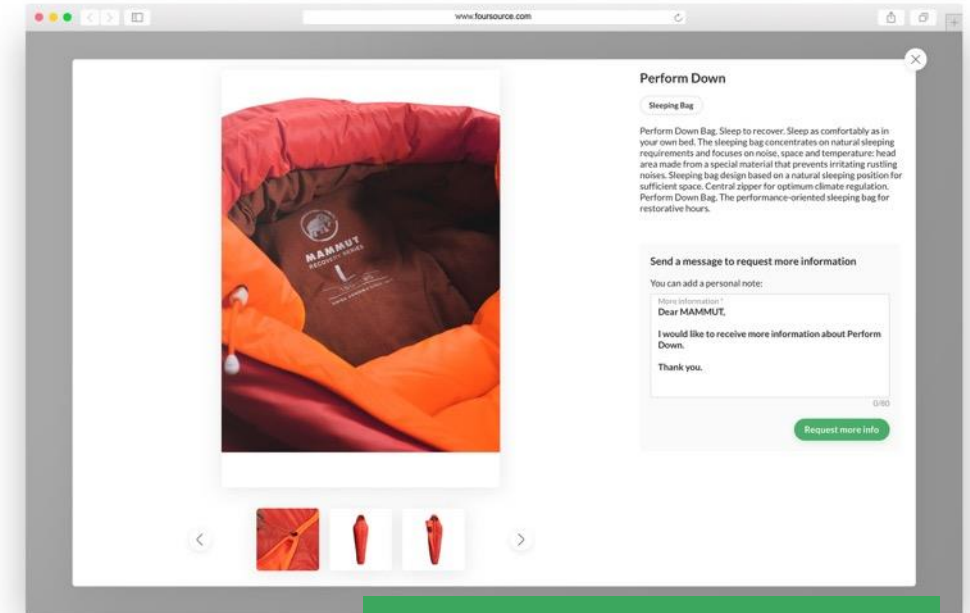 www.foursource.com
Perform Down
Sleeping Bag
Perform Down Bag. Sleep to recover. Sleep as comfortably as in
your own bed. The sleeping bag concentrates on natural sleeping
requirements and focuses on noise, space and temperature: head
area made from a special material that prevents irritating rustling
noises. Sleeping bag design based on a natural sleeping position for
sufficient space. Central zipper for optimum climate regulation.
Perform Down Bag. The performance-oriented sleeping bag for
restorative hours.
MAMMUT
RECOVERY SERIES
L
Send a message to request more information
You can add a personal note:
More information *
Dear MAMMUT,
I would like to receive more information about Perform
Down.
Thank you.
0/80
Request more info